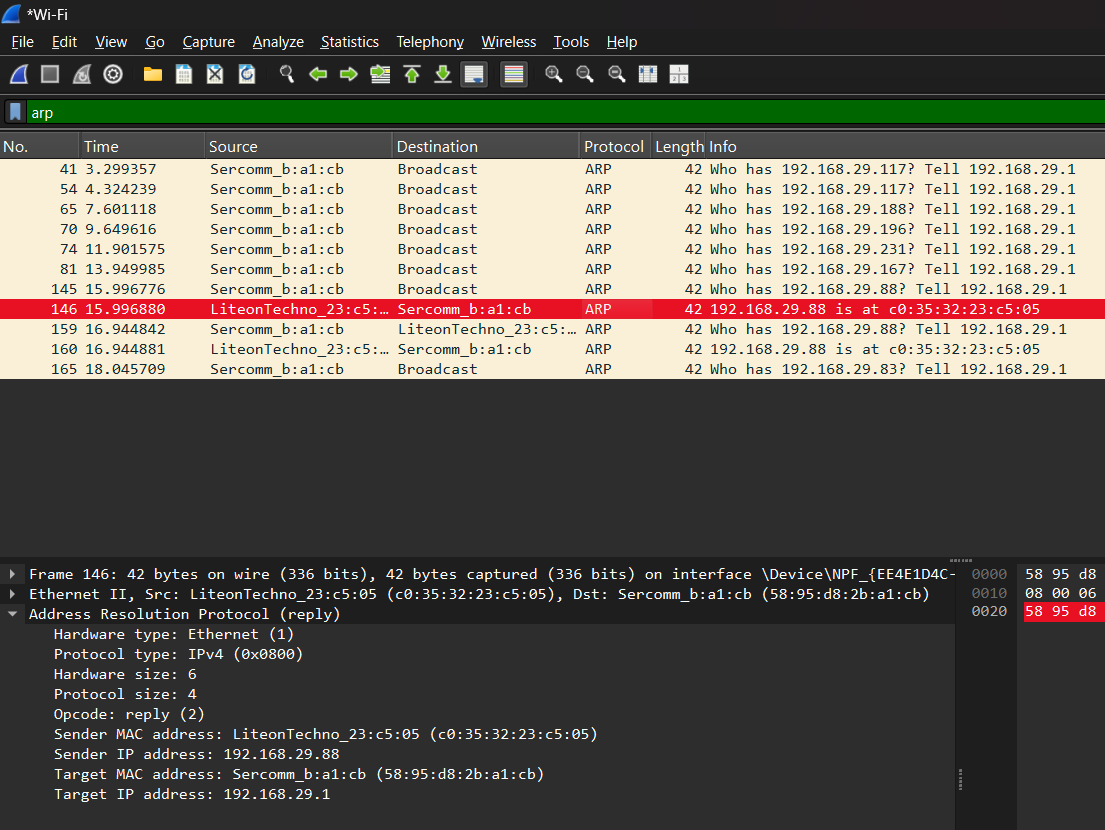 *Wi-Fi
File Edit View Go Capture Analyze Statistics Telephony Wireless Tools Help
arp
No. Time Source Destination Protocol Length Info
41 3.299357 Sercomm_b:a1:cb Broadcast ARP 42 Who has 192.168.29.117? Tell 192.168.29.1
54 4.324239 Sercomm_b:a1:cb Broadcast ARP 42 Who has 192.168.29.117? Tell 192.168.29.1
65 7.601118 Sercomm_b:a1:cb Broadcast ARP 42 Who has 192.168.29.188? Tell 192.168.29.1
70 9.649616 Sercomm_b:a1:cb Broadcast ARP 42 Who has 192.168.29.196? Tell 192.168.29.1
74 11.901575 Sercomm_b:a1:cb Broadcast ARP 42 Who has 192.168.29.231? Tell 192.168.29.1
81 13.949985 Sercomm_b:a1:cb Broadcast ARP 42 Who has 192.168.29.167? Tell 192.168.29.1
145 15.996776 Sercomm_b:a1:cb Broadcast ARP 42 Who has 192.168.29.88? Tell 192.168.29.1
146 15.996880 LiteonTechno_23:c5:… Sercomm_b:a1:cb ARP 42 192.168.29.88 is at c0:35:32:23:c5:05
159 16.944842 Sercomm_b:a1:cb LiteonTechno_23:c5:… ARP 42 Who has 192.168.29.88? Tell 192.168.29.1
160 16.944881 LiteonTechno_23:c5:… Sercomm_b:a1:cb ARP 42 192.168.29.88 is at c0:35:32:23:c5:05
165 18.045709 Sercomm_b:a1:cb Broadcast ARP 42 Who has 192.168.29.83? Tell 192.168.29.1
Frame 146: 42 bytes on wire (336 bits), 42 bytes captured (336 bits) on interface \Device\NPF_{EE4E1D4C- 0000 58 95 d8
Ethernet II, Src: LiteonTechno_23:c5:05 (c0:35:32:23:c5:05), Dst: Sercomm_b:a1:cb (58:95:d8:2b:a1:cb) 0010 08 00 06
Address Resolution Protocol (reply) 0020 58 95 d8
Hardware type: Ethernet (1)
Protocol type: IPv4 (0x0800)
Hardware size: 6
Protocol size: 4
Opcode: reply (2)
Sender MAC address: LiteonTechno_23:c5:05 (c0:35:32:23:c5:05)
Sender IP address: 192.168.29.88
Target MAC address: Sercomm_b:a1:cb (58:95:d8:2b:a1:cb)
Target IP address: 192.168.29.1